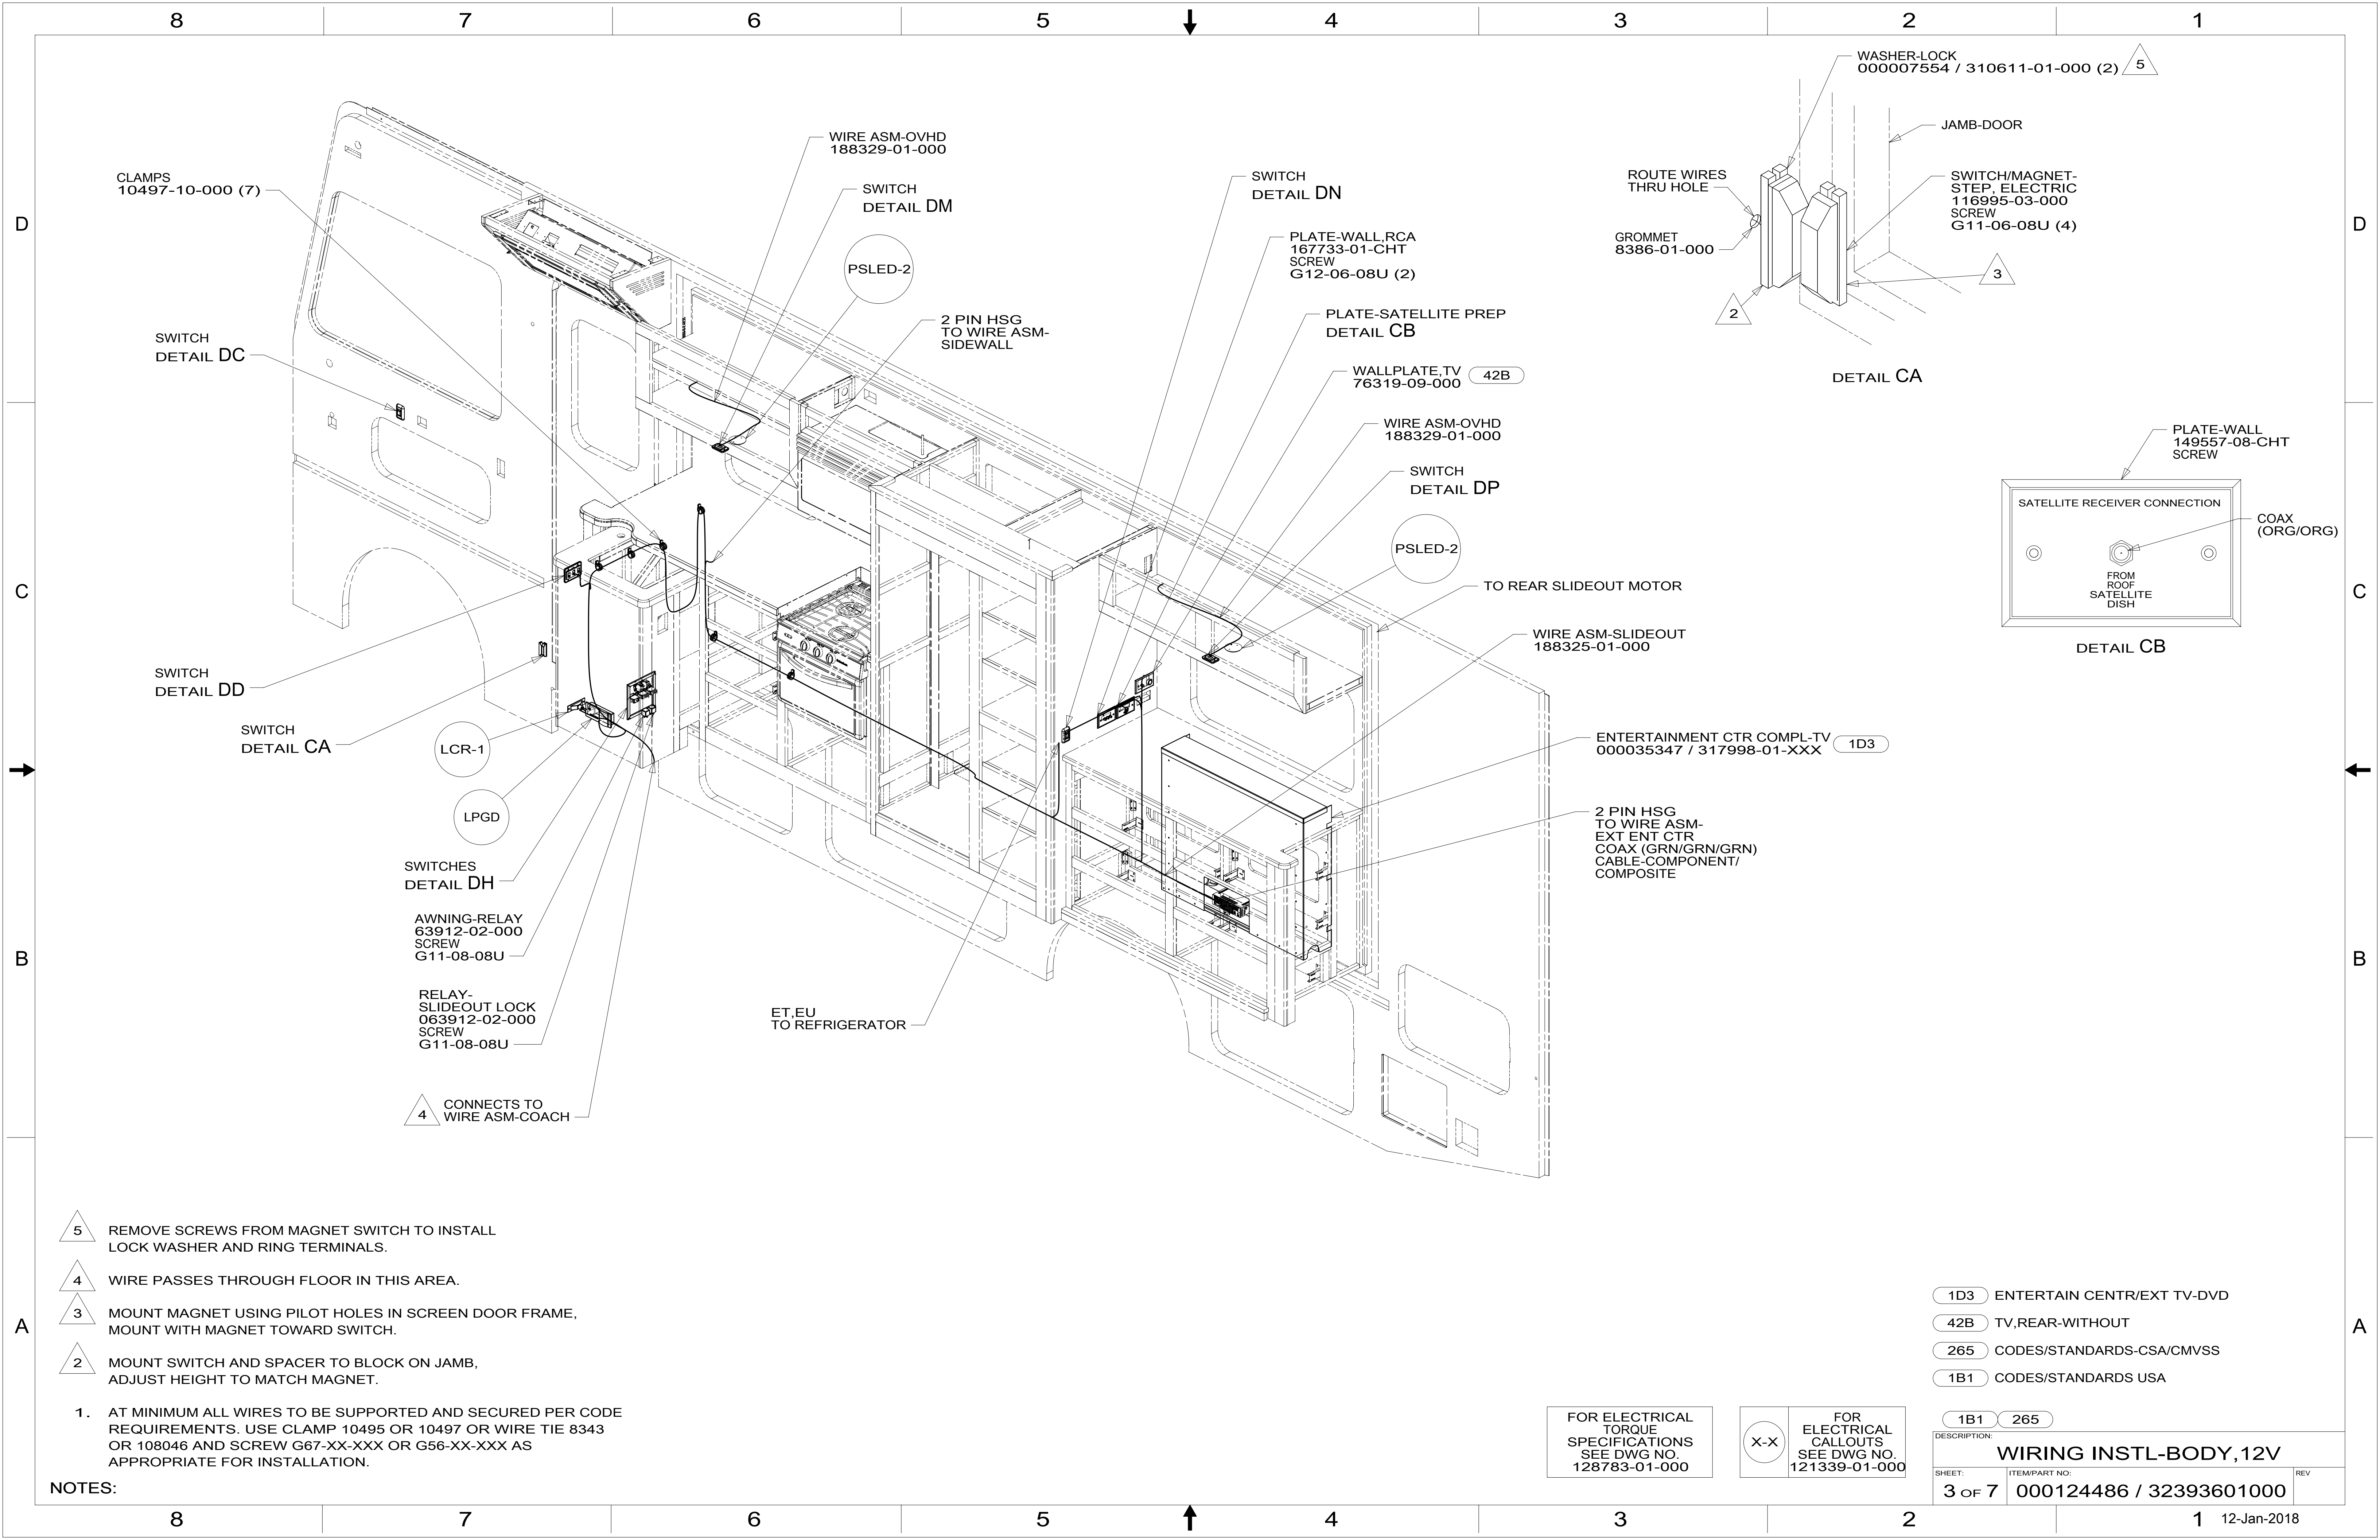 8 7 6 5 4 3 2 1
D
C
B
A
D
C
B
A
WASHER-LOCK
000007554 / 310611-01-000 (2)
5
JAMB-DOOR
ROUTE WIRES
THRU HOLE
SWITCH/MAGNET-
STEP, ELECTRIC
116995-03-000
SCREW
G11-06-08U (4)
GROMMET
8386-01-000
3
2
DETAIL CA
WIRE ASM-OVHD
188329-01-000
CLAMPS
10497-10-000 (7)
SWITCH
DETAIL DM
PSLED-2
2 PIN HSG
TO WIRE ASM-
SIDEWALL
SWITCH
DETAIL DN
PLATE-WALL,RCA
167733-01-CHT
SCREW
G12-06-08U (2)
PLATE-SATELLITE PREP
DETAIL CB
WALLPLATE,TV
76319-09-000
42B
WIRE ASM-OVHD
188329-01-000
SWITCH
DETAIL DP
PSLED-2
TO REAR SLIDEOUT MOTOR
WIRE ASM-SLIDEOUT
188325-01-000
ENTERTAINMENT CTR COMPL-TV
000035347 / 317998-01-XXX
1D3
2 PIN HSG
TO WIRE ASM-
EXT ENT CTR
COAX (GRN/GRN/GRN)
CABLE-COMPONENT/
COMPOSITE
PLATE-WALL
149557-08-CHT
SCREW
SATELLITE RECEIVER CONNECTION
COAX
(ORG/ORG)
FROM
ROOF
SATELLITE
DISH
DETAIL CB
SWITCH
DETAIL DC
SWITCH
DETAIL DD
SWITCH
DETAIL CA
LCR-1
LPGD
SWITCHES
DETAIL DH
AWNING-RELAY
63912-02-000
SCREW
G11-08-08U
RELAY-
SLIDEOUT LOCK
063912-02-000
SCREW
G11-08-08U
4
CONNECTS TO
WIRE ASM-COACH
ET,EU
TO REFRIGERATOR
5 REMOVE SCREWS FROM MAGNET SWITCH TO INSTALL
LOCK WASHER AND RING TERMINALS.
4 WIRE PASSES THROUGH FLOOR IN THIS AREA.
3 MOUNT MAGNET USING PILOT HOLES IN SCREEN DOOR FRAME,
MOUNT WITH MAGNET TOWARD SWITCH.
2 MOUNT SWITCH AND SPACER TO BLOCK ON JAMB,
ADJUST HEIGHT TO MATCH MAGNET.
1. AT MINIMUM ALL WIRES TO BE SUPPORTED AND SECURED PER CODE
REQUIREMENTS. USE CLAMP 10495 OR 10497 OR WIRE TIE 8343
OR 108046 AND SCREW G67-XX-XXX OR G56-XX-XXX AS
APPROPRIATE FOR INSTALLATION.
NOTES:
1D3 ENTERTAIN CENTR/EXT TV-DVD
42B TV,REAR-WITHOUT
265 CODES/STANDARDS-CSA/CMVSS
1B1 CODES/STANDARDS USA
FOR ELECTRICAL
TORQUE
SPECIFICATIONS
SEE DWG NO.
128783-01-000
X-X
FOR
ELECTRICAL
CALLOUTS
SEE DWG NO.
121339-01-000
1B1 265
DESCRIPTION:
WIRING INSTL-BODY,12V
SHEET:
3 OF 7
ITEM/PART NO:
000124486 / 32393601000
REV
8 7 6 5 4 3 2 1
12-Jan-2018